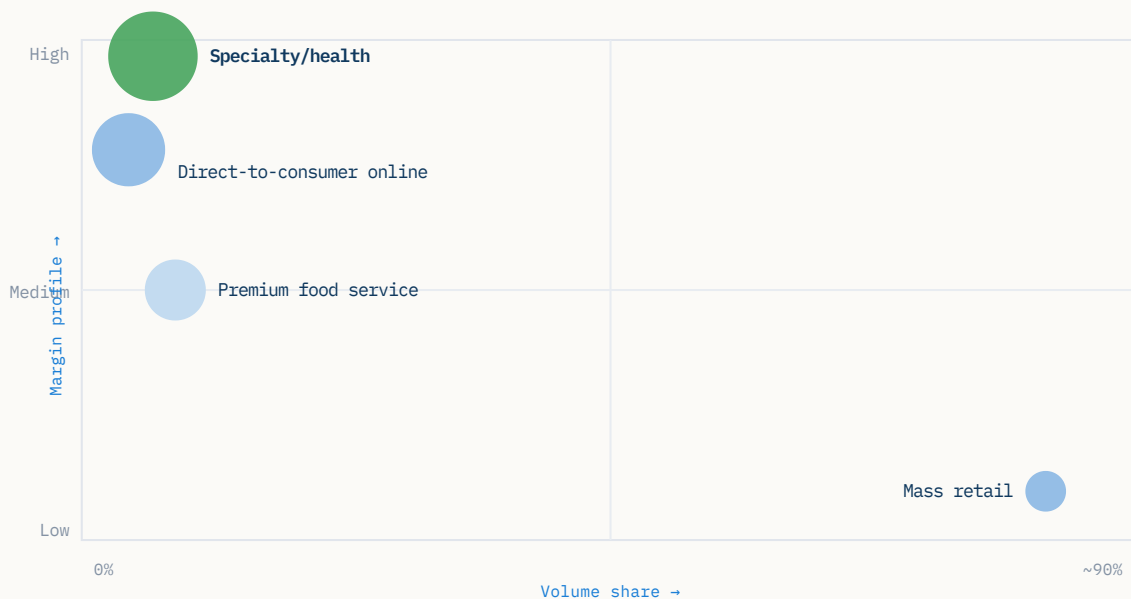 High
Specialty/health
Direct-to-consumer online
Margin profile →
Medium
Premium food service
Mass retail
Low
0%
~90%
Volume share →